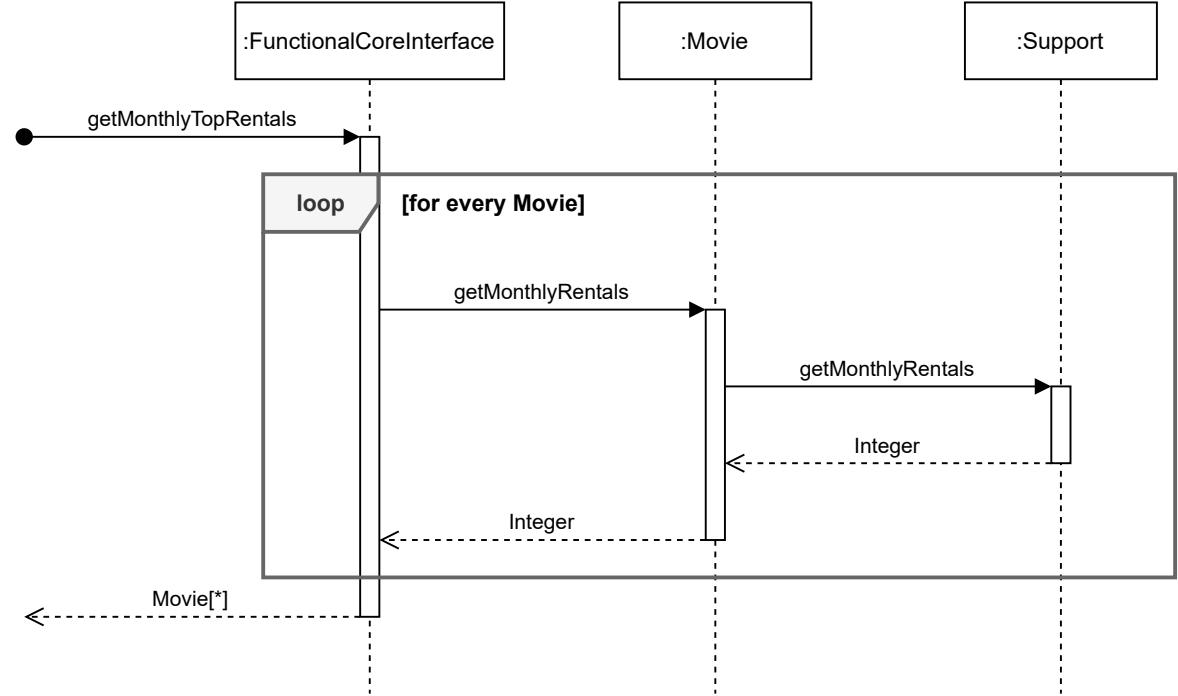 :FunctionalCoreInterface
:Movie
:Support
getMonthlyTopRentals
loop
[for every Movie]
getMonthlyRentals
getMonthlyRentals
Integer
Integer
Movie[*]